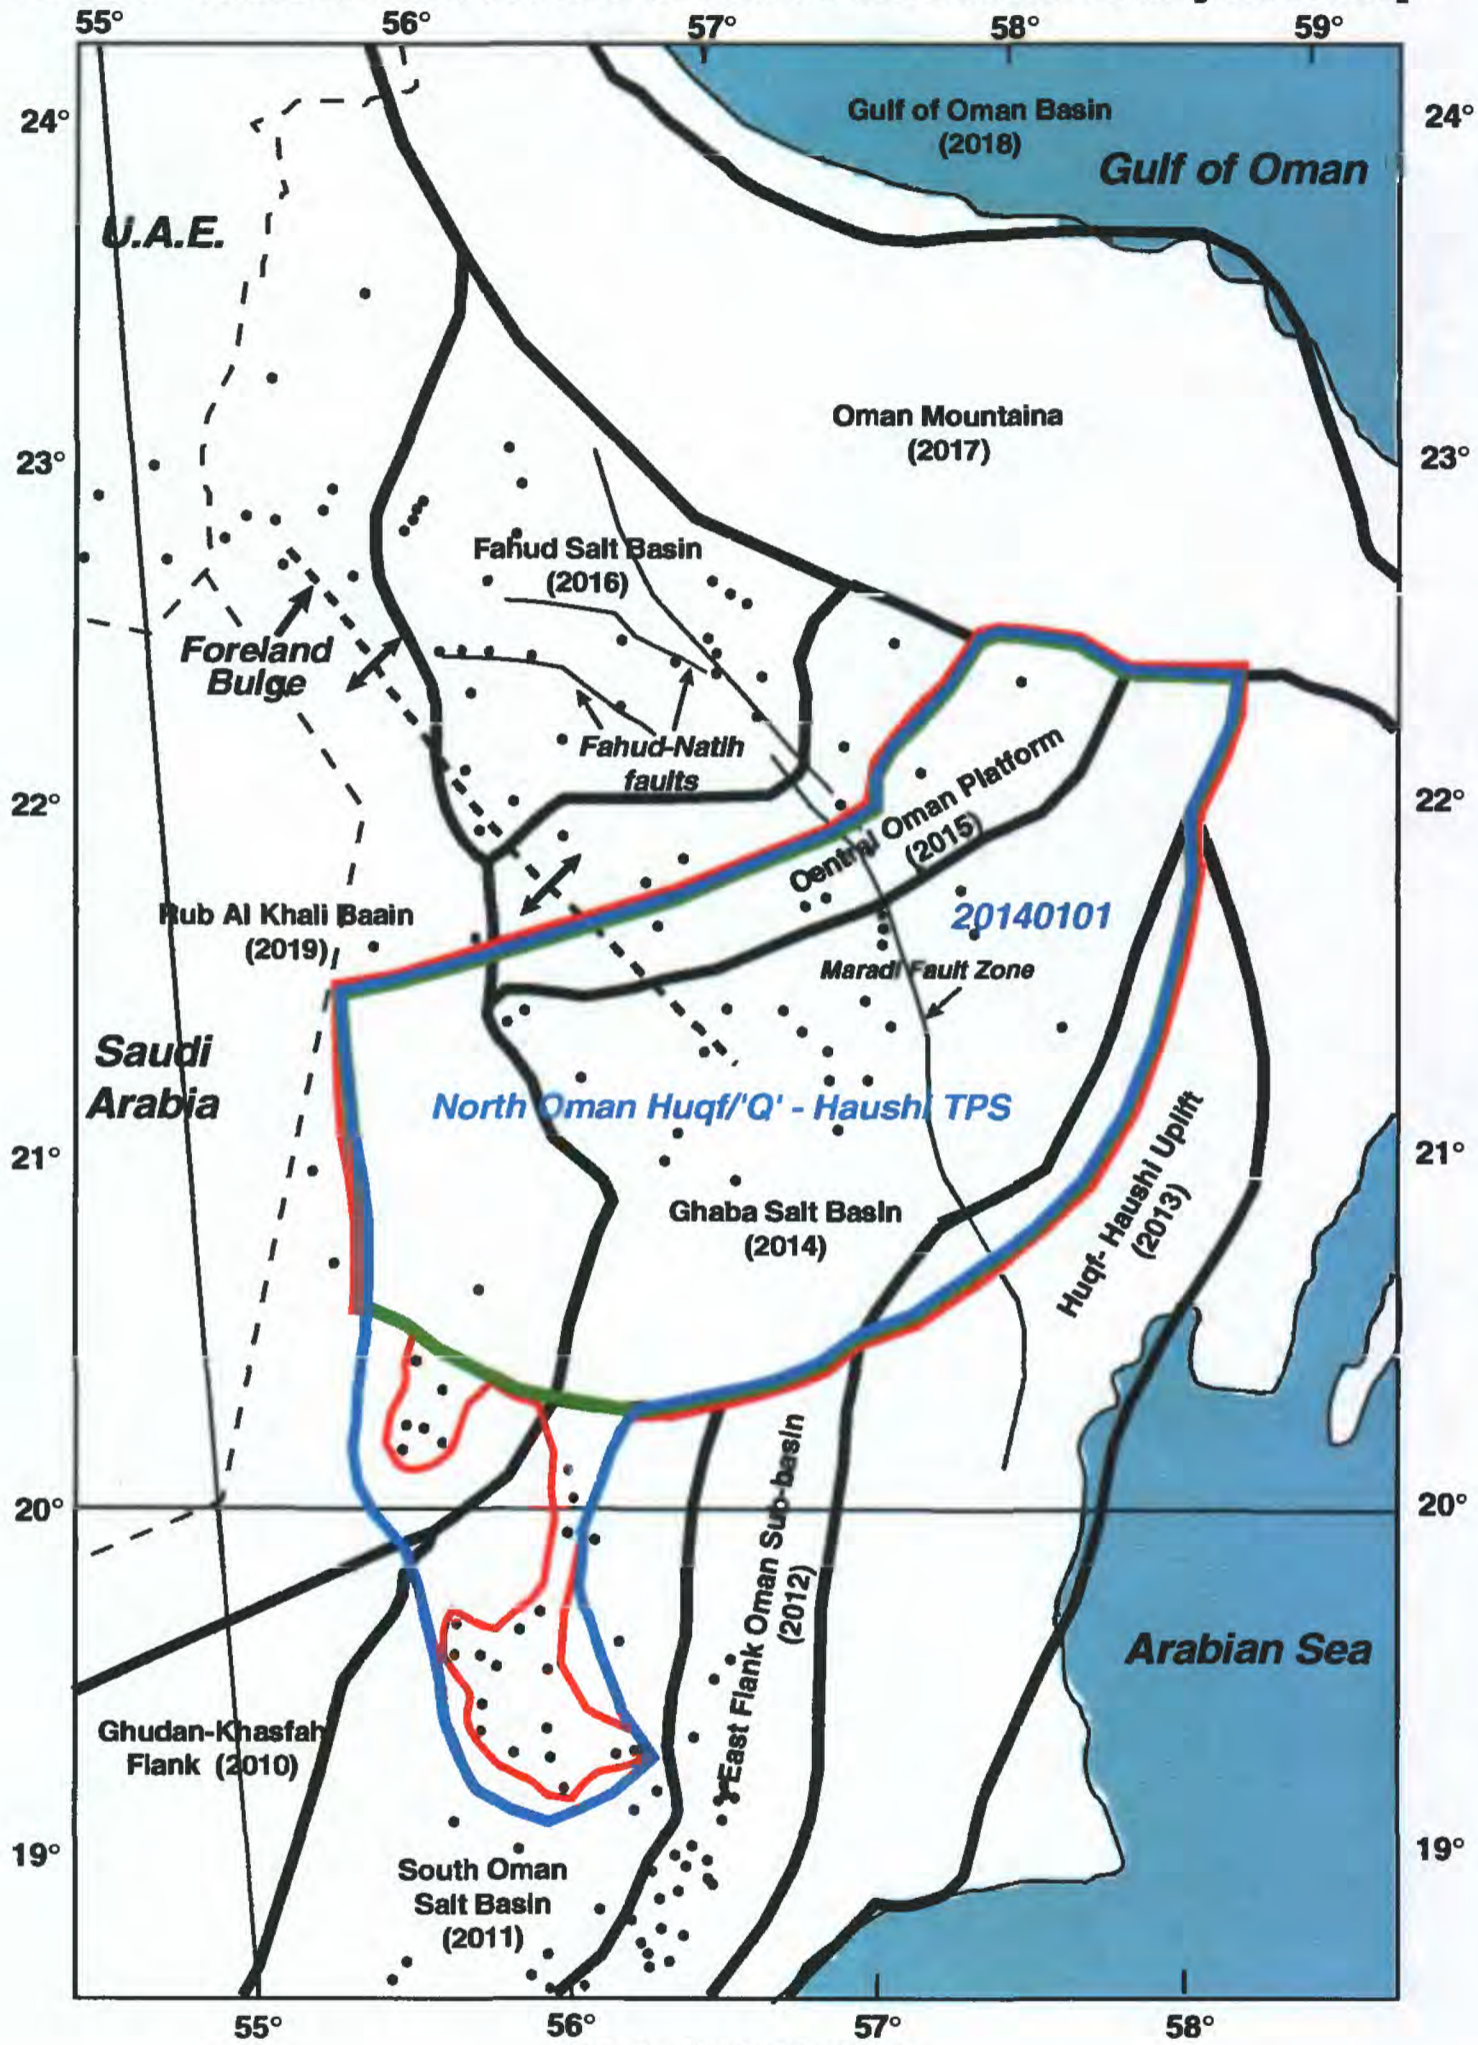 55° 56° 57° 58° 59°
24° 24°
Gulf of Oman Basin
(2018)
Gulf of Oman
U.A.E.
Oman Mountaina
(2017)
23° 23°
Fahud Salt Basin
(2016)
Foreland
Bulge
Fahud-Natih
faults
22° 22°
Central Oman Platform
(2015)
Rub Al Khali Baain
(2019)
20140101
Maradi Fault Zone
Saudi
Arabia
North Oman Huqf/'Q' - Haushi TPS
21° 21°
Ghaba Salt Basin
(2014)
Huqf- Haushi Uplift
(2013)
20° 20°
East Flank Oman Sub-basin
(2012)
Arabian Sea
Ghudan-Khasfah
Flank (2010)
19° 19°
South Oman
Salt Basin
(2011)
55° 56° 57° 58°